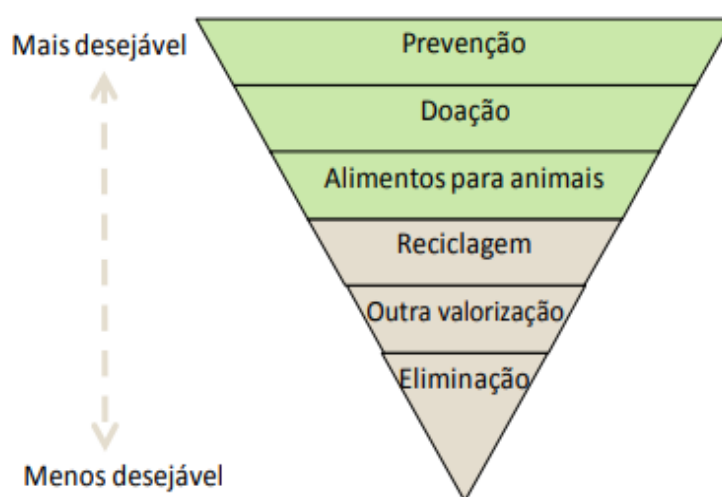 Mais desejável
Prevenção
Doação
Alimentos para animais
Reciclagem
Outra valorização
Eliminação
Menos desejável